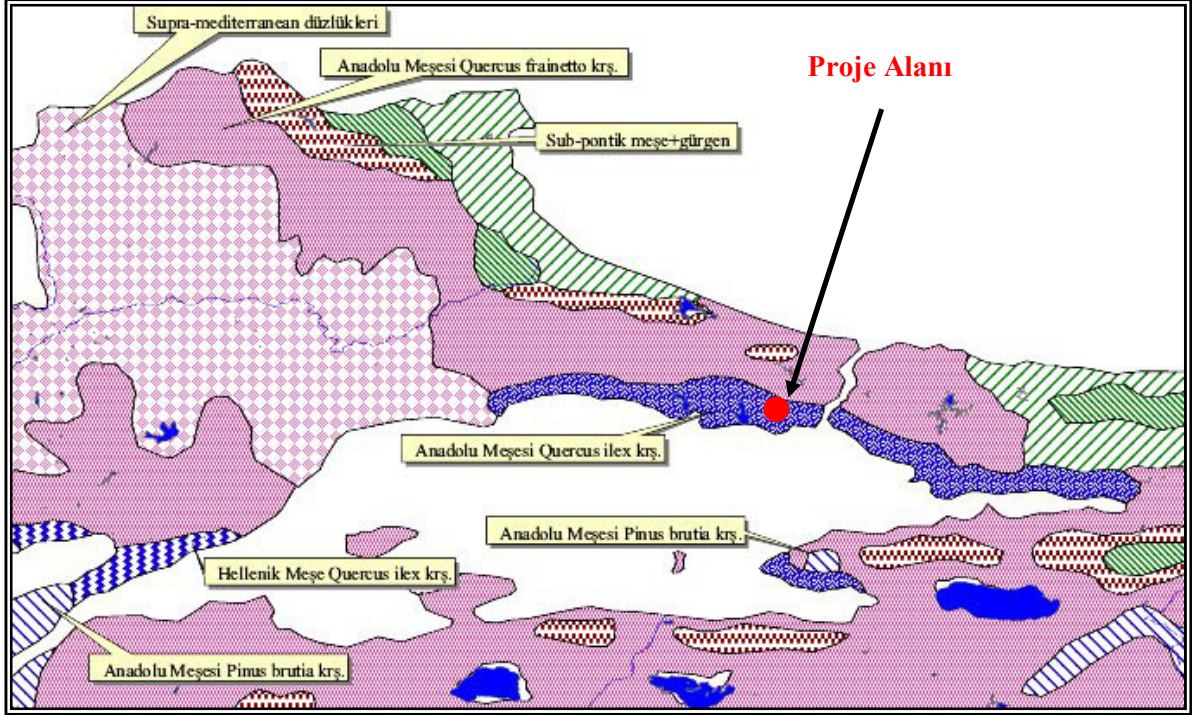 Supra-mediterranean düzlükleri
Anadolu Meşesi Quercus frainetto krş.
Proje Alanı
Sub-pontik meşe+gürgen
Anadolu Meşesi Quercus ilex krş.
Anadolu Meşesi Pinus brutia krş.
Hellenik Meşe Quercus ilex krş.
Anadolu Meşesi Pinus brutia krş.